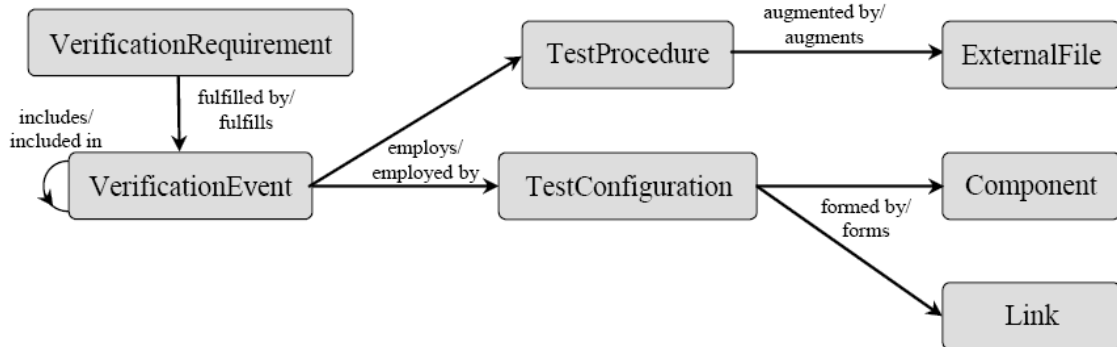 VerificationRequirement
TestProcedure
augmented by/
augments
ExternalFile
fulfilled by/
fulfills
includes/
included in
VerificationEvent
employs/
employed by
TestConfiguration
Component
formed by/
forms
Link